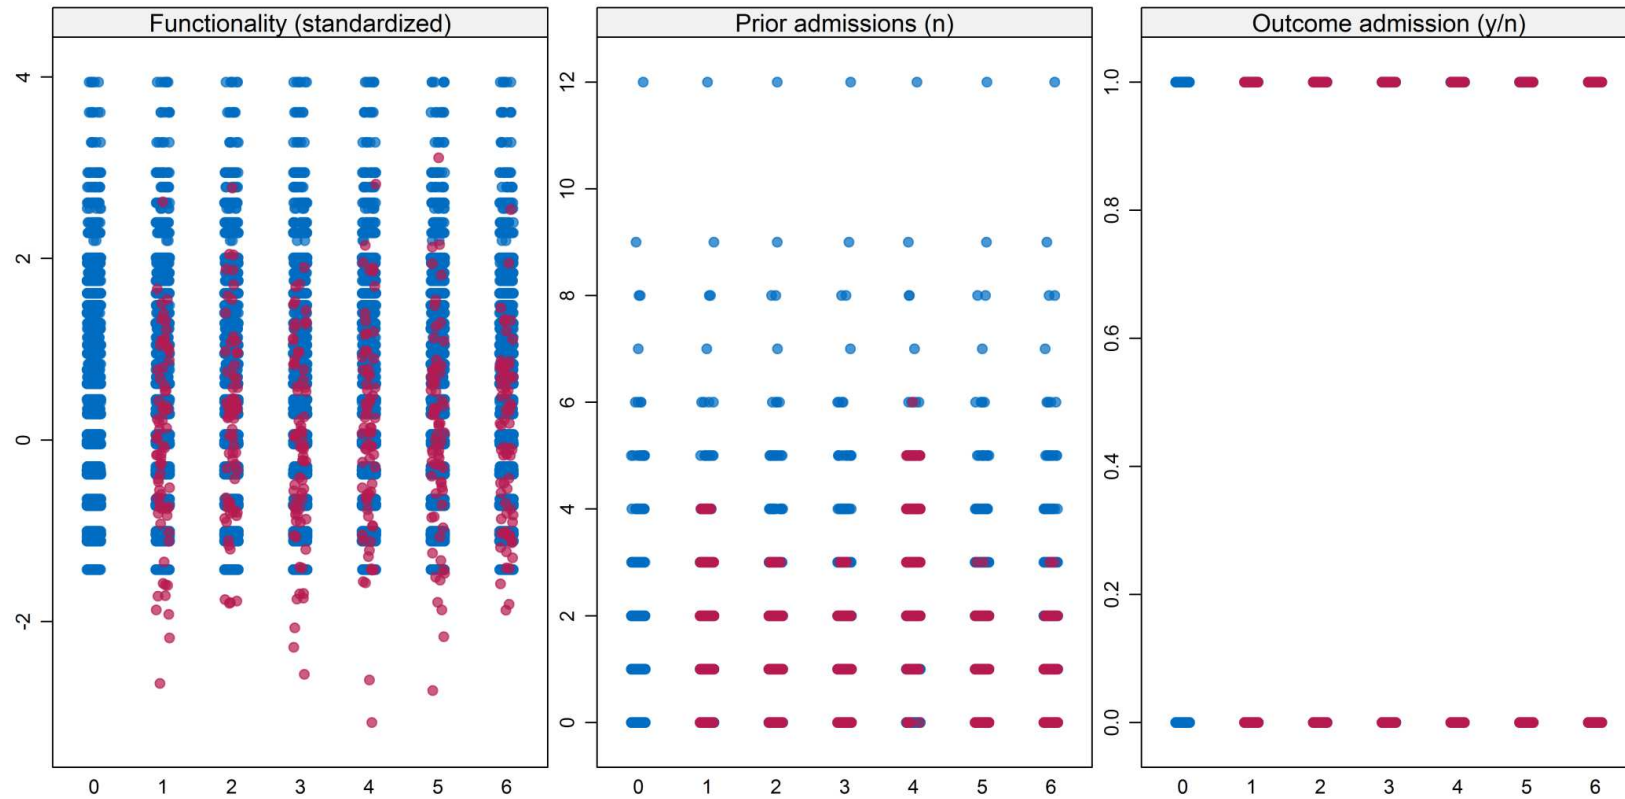 Functionality (standardized)
4
2
0
-2
0 1 2 3 4 5 6
Prior admissions (n)
12
10
8
6
4
2
0
0 1 2 3 4 5 6
Outcome admission (y/n)
1.0
0.8
0.6
0.4
0.2
0.0
0 1 2 3 4 5 6